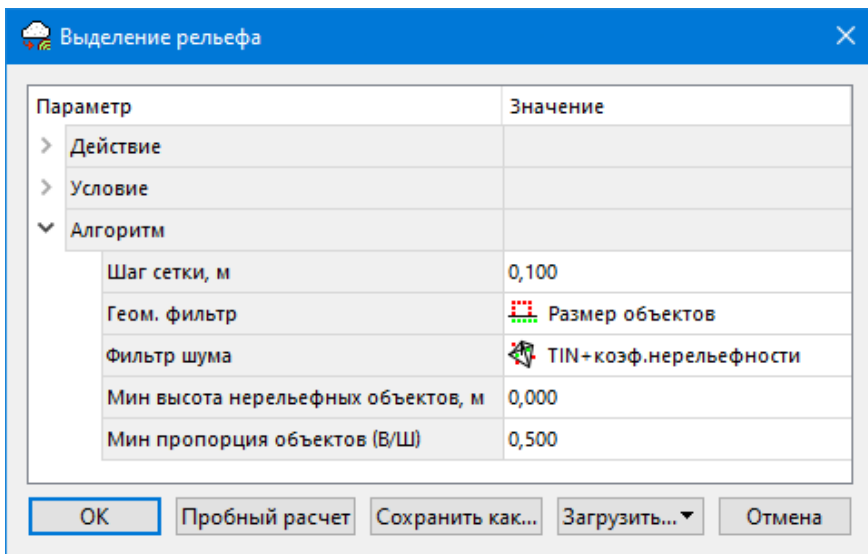 Выделение рельефа
Параметр Значение
Действие
Условие
Алгоритм
Шаг сетки, м 0,100
Геом. фильтр Размер объектов
Фильтр шума TIN+коэф.нерельефности
Мин высота нерельефных объектов, м 0,000
Мин пропорция объектов (В/Ш) 0,500
ОК Пробный расчет Сохранить как... Загрузить... Отмена